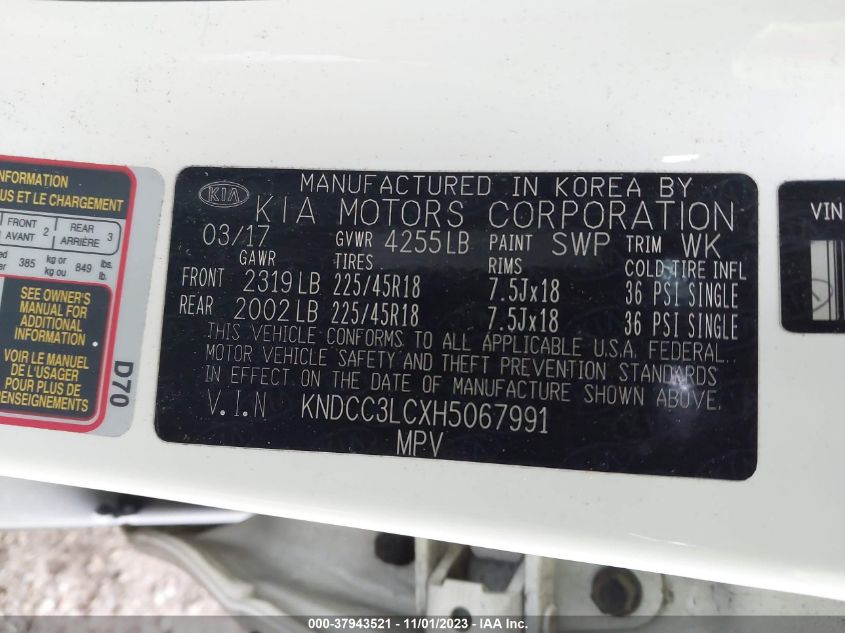 NFORMATION
US ET LE CHARGEMENT
FRONT 2 REAR 3
AVANT ARRIÈRE
385 kg or 849 lbs.
kg ou lb.
SEE OWNER'S
MANUAL FOR
ADDITIONAL
INFORMATION
VOIR LE MANUEL
DE L'USAGER
POUR PLUS DE
RENSEIGNEMENTS
D70
KIA
MANUFACTURED IN KOREA BY
KIA MOTORS CORPORATION
03/17 GVWR 4255LB PAINT SWP TRIM WK
GAWR TIRES RIMS COLD TIRE INFL
FRONT 2319LB 225/45R18 7.5Jx18 36 PSI SINGLE
REAR 2002LB 225/45R18 7.5Jx18 36 PSI SINGLE
THIS VEHICLE CONFORMS TO ALL APPLICABLE U.S.A. FEDERAL
MOTOR VEHICLE SAFETY AND THEFT PREVENTION STANDARDS
IN EFFECT ON THE DATE OF MANUFACTURE SHOWN ABOVE.
V.I.N KNDCC3LCXH5067991
MPV
VIN
000-37943521 - 11/01/2023 - IAA Inc.